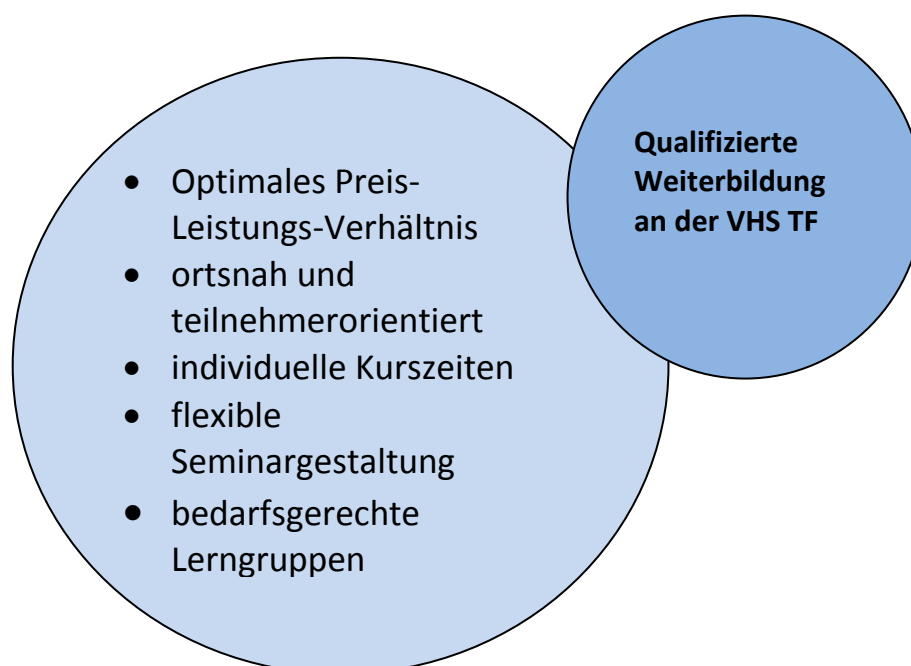 Qualifizierte
Weiterbildung
an der VHS TF
• Optimales Preis-
Leistungs-Verhältnis
• ortsnah und
teilnehmerorientiert
• individuelle Kurszeiten
• flexible
Seminargestaltung
• bedarfsgerechte
Lerngruppen